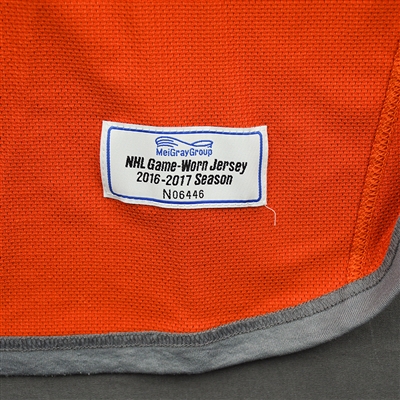 MeiGrayGroup
NHL Game-Worn Jersey
2016-2017 Season
N06446